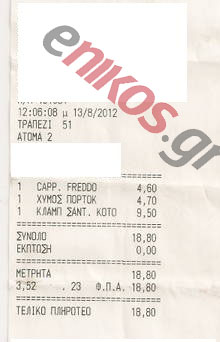 enikos.gr
12:06:08 μ 13/8/2012
ΤΡΑΠΕΖΙ 51
ΑΤΟΜΑ 2
1 CAPP. FREDDO 4,60
1 ΧΥΜΟΣ ΠΟΡΤΟΚ 4,70
1 ΚΛΑΜΠ ΣΑΝΤ. ΚΟΤΟ 9,50
ΣΥΝΟΛΟ 18,80
ΕΚΠΤΩΣΗ 0,00
ΜΕΤΡΗΤΑ 18,80
3,52 . 23 Φ.Π.Α. 18,80
ΤΕΛΙΚΟ ΠΛΗΡΩΤΕΟ 18,80